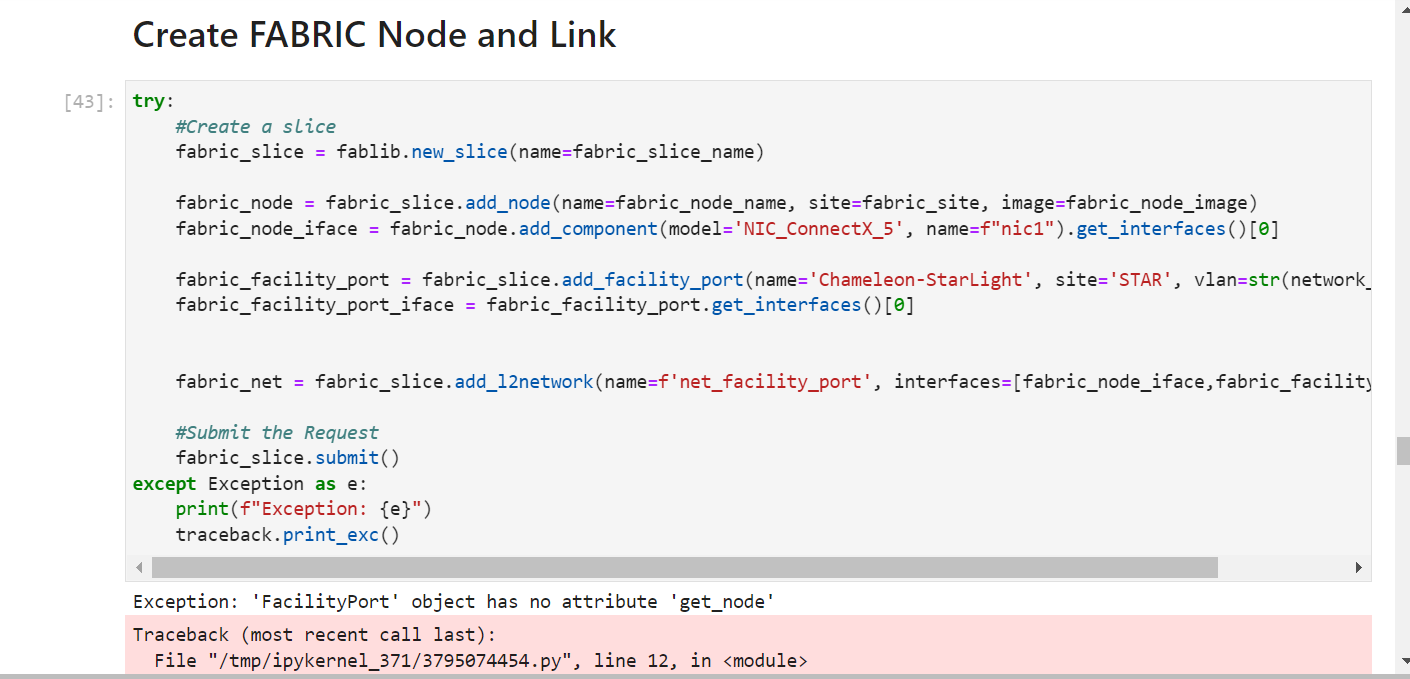 Create FABRIC Node and Link
[43]:
try:
    #Create a slice
    fabric_slice = fablib.new_slice(name=fabric_slice_name)
    fabric_node = fabric_slice.add_node(name=fabric_node_name, site=fabric_site, image=fabric_node_image)
    fabric_node_iface = fabric_node.add_component(model='NIC_ConnectX_5', name=f"nic1").get_interfaces()[0]
    fabric_facility_port = fabric_slice.add_facility_port(name='Chameleon-StarLight', site='STAR', vlan=str(network_
    fabric_facility_port_iface = fabric_facility_port.get_interfaces()[0]
    fabric_net = fabric_slice.add_l2network(name=f'net_facility_port', interfaces=[fabric_node_iface,fabric_facility
    #Submit the Request
    fabric_slice.submit()
except Exception as e:
    print(f"Exception: {e}")
    traceback.print_exc()
Exception: 'FacilityPort' object has no attribute 'get_node'
Traceback (most recent call last):
  File "/tmp/ipykernel_371/3795074454.py", line 12, in <module>